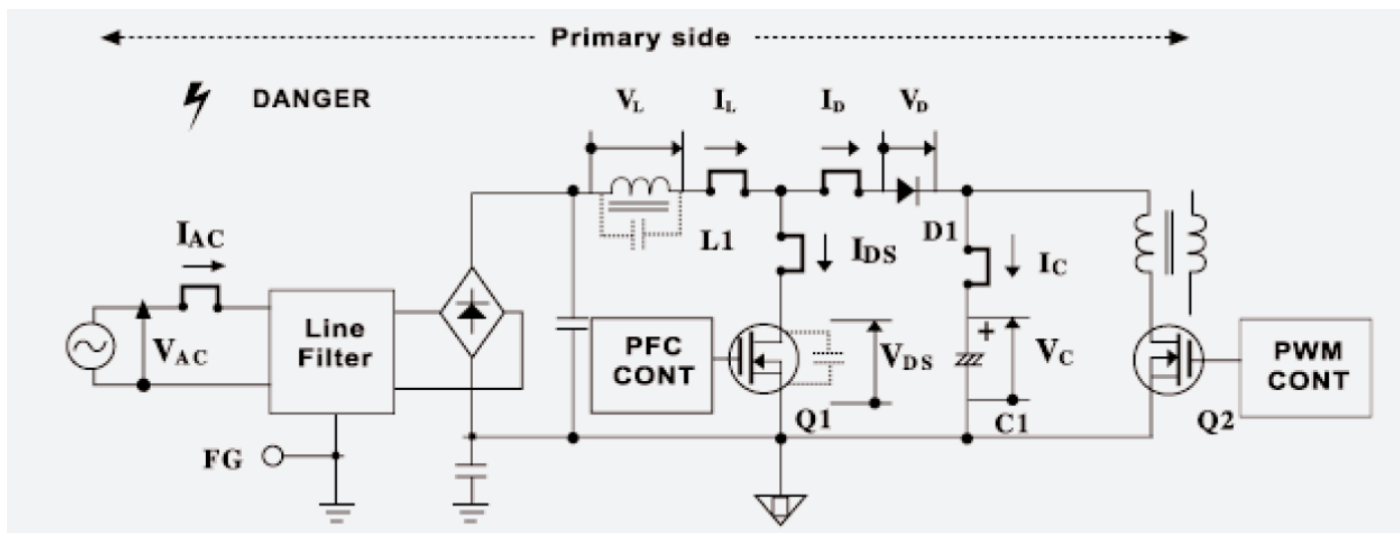 Primary side
DANGER
VL IL ID VD
IAC
L1 IDS D1 IC
VAC
Line
Filter
PFC
CONT
VDS
+
VC
PWM
CONT
Q1 C1 Q2
FG